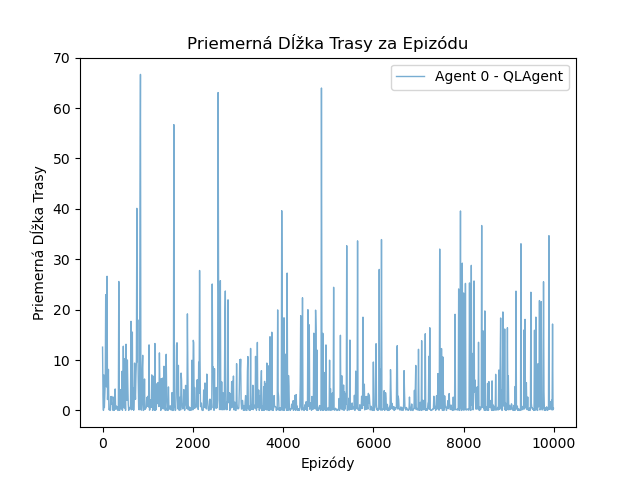 Priemerná Dĺžka Trasy za Epizódu
Agent 0 - QLAgent
Priemerná Dĺžka Trasy
70
60
50
40
30
20
10
0
0 2000 4000 6000 8000 10000
Epizódy